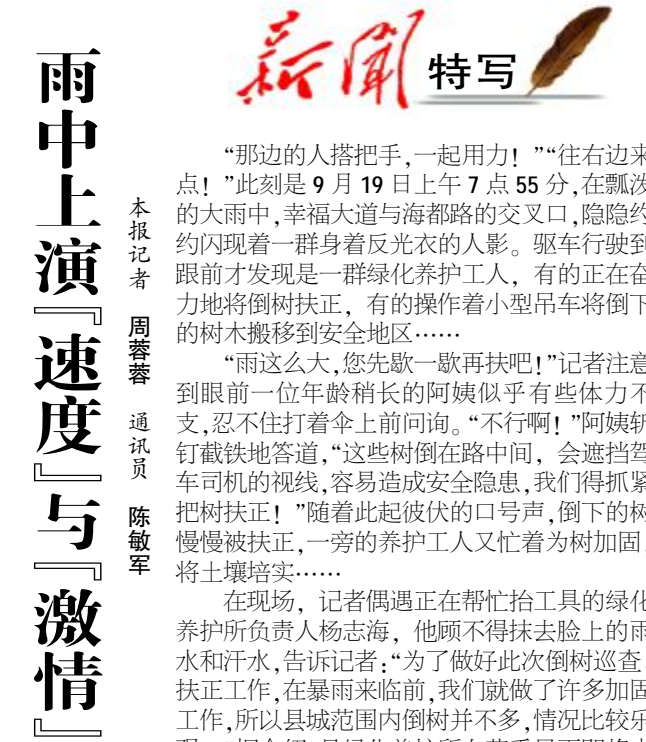 新闻
特写
雨中上演『速度』与『激情』
本报记者 周蓉蓉 通讯员 陈敏军
“那边的人搭把手,一起用力！”“往右边来
点！”此刻是9月19日上午7点55分,在瓢泼
的大雨中,幸福大道与海都路的交叉口,隐隐约
约闪现着一群身着反光衣的人影。驱车行驶到
跟前才发现是一群绿化养护工人，有的正在奋
力地将倒树扶正，有的操作着小型吊车将倒下
的树木搬移到安全地区……
“雨这么大,您先歇一歇再扶吧！”记者注意
到眼前一位年龄稍长的阿姨似乎有些体力不
支,忍不住打着伞上前问询。“不行啊！”阿姨斩
钉截铁地答道,“这些树倒在路中间，会遮挡驾
车司机的视线,容易造成安全隐患,我们得抓紧
把树扶正！”随着此起彼伏的口号声,倒下的树
慢慢被扶正,一旁的养护工人又忙着为树加固、
将土壤培实……
在现场，记者偶遇正在帮忙抬工具的绿化
养护所负责人杨志海，他顾不得抹去脸上的雨
水和汗水,告诉记者:“为了做好此次倒树巡查、
扶正工作,在暴雨来临前,我们就做了许多加固
工作,所以县城范围内倒树并不多,情况比较乐